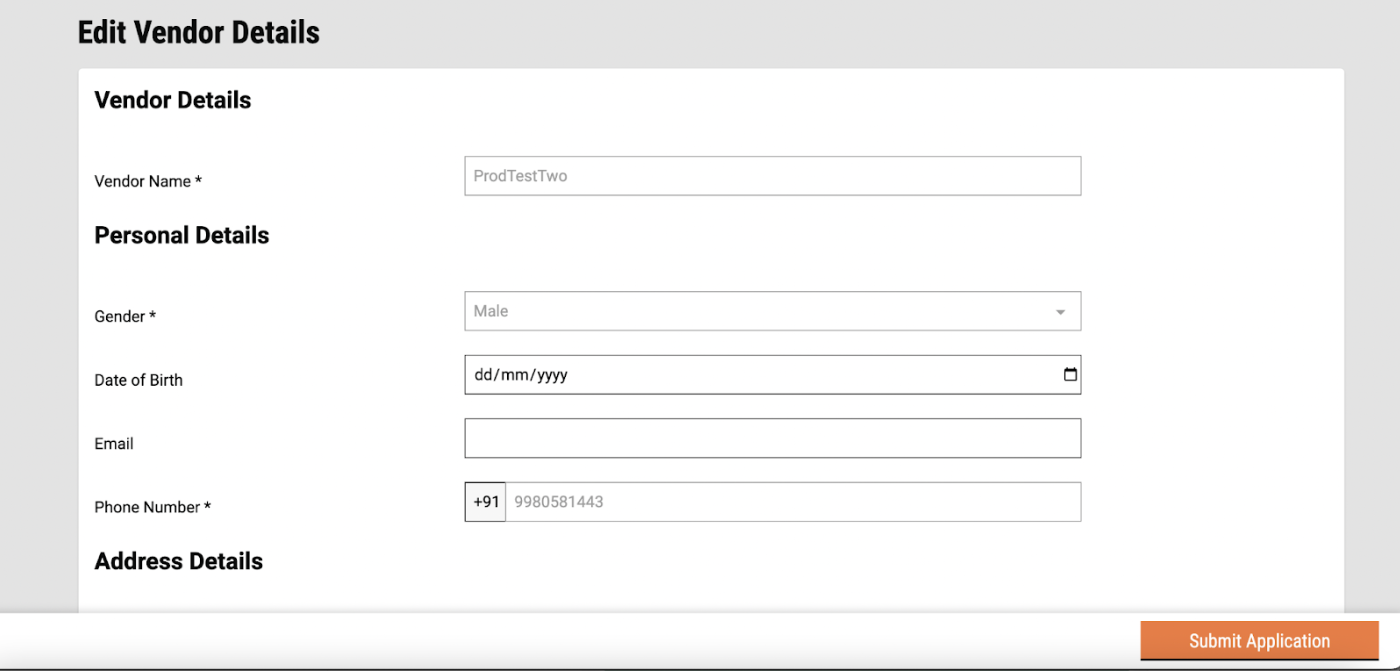 Edit Vendor Details
Vendor Details
Vendor Name *
ProdTestTwo
Personal Details
Gender *
Male
Date of Birth
dd/mm/yyyy
Email
Phone Number *
+91 9980581443
Address Details
Submit Application